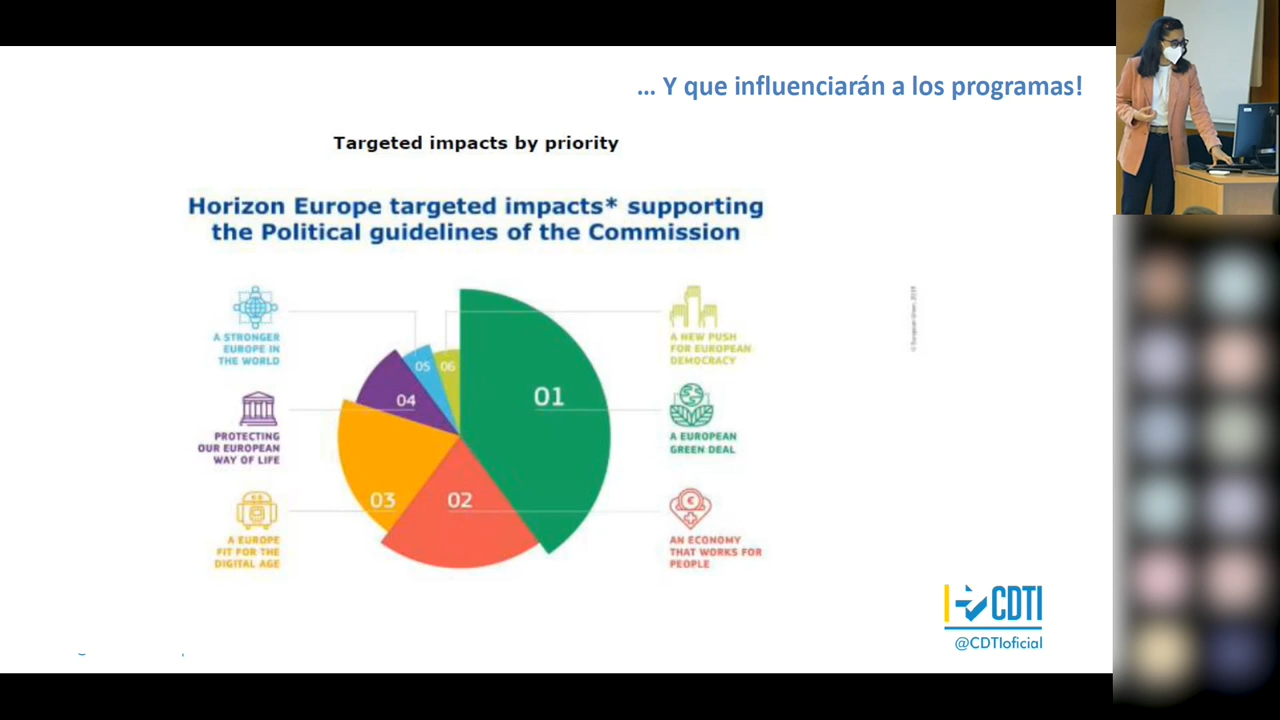 ... Y que influenciarán a los programas!
Targeted impacts by priority
Horizon Europe targeted impacts* supporting
the Political guidelines of the Commission
A STRONGER
EUROPE IN
THE WORLD
A NEW PUSH
FOR EUROPEAN
DEMOCRACY
05
06
01
04
PROTECTING
OUR EUROPEAN
WAY OF LIFE
A EUROPEAN
GREEN DEAL
03
02
A EUROPE
FIT FOR THE
DIGITAL AGE
AN ECONOMY
THAT WORKS FOR
PEOPLE
CDTI
@CDTIoficial